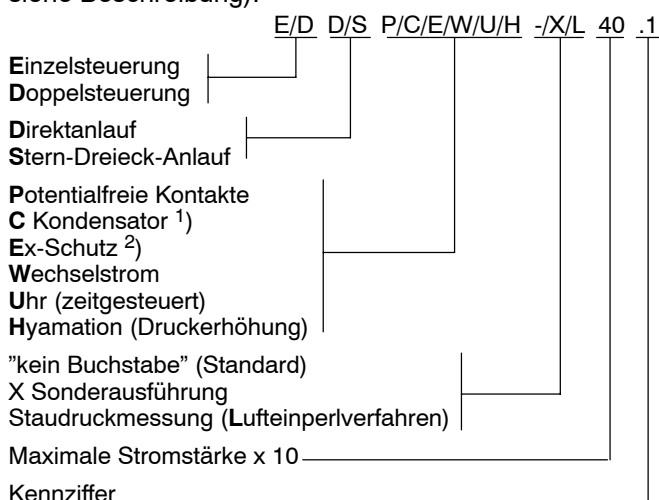 siehe Beschreibung).
E/D D/S P/C/E/W/U/H -/X/L 40 .1
Einzelsteuerung
Doppelsteuerung
Direktanlauf
Stern-Dreieck-Anlauf
Potentialfreie Kontakte
C Kondensator 1)
Ex-Schutz 2)
Wechselstrom
Uhr (zeitgesteuert)
Hyamation (Druckerhöhung)
"kein Buchstabe" (Standard)
X Sonderausführung
Staudruckmessung (Lufteinperlverfahren)
Maximale Stromstärke x 10
Kennziffer